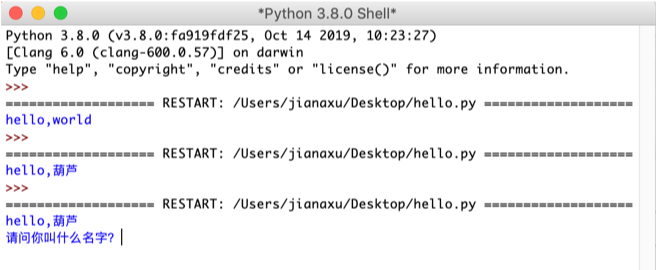 *Python 3.8.0 Shell*
Python 3.8.0 (v3.8.0:fa919fdf25, Oct 14 2019, 10:23:27)
[Clang 6.0 (clang-600.0.57)] on darwin
Type "help", "copyright", "credits" or "license()" for more information.
>>>
=================== RESTART: /Users/jianaxu/Desktop/hello.py ===================
hello,world
>>>
=================== RESTART: /Users/jianaxu/Desktop/hello.py ===================
hello,葫芦
>>>
=================== RESTART: /Users/jianaxu/Desktop/hello.py ===================
hello,葫芦
请问你叫什么名字?